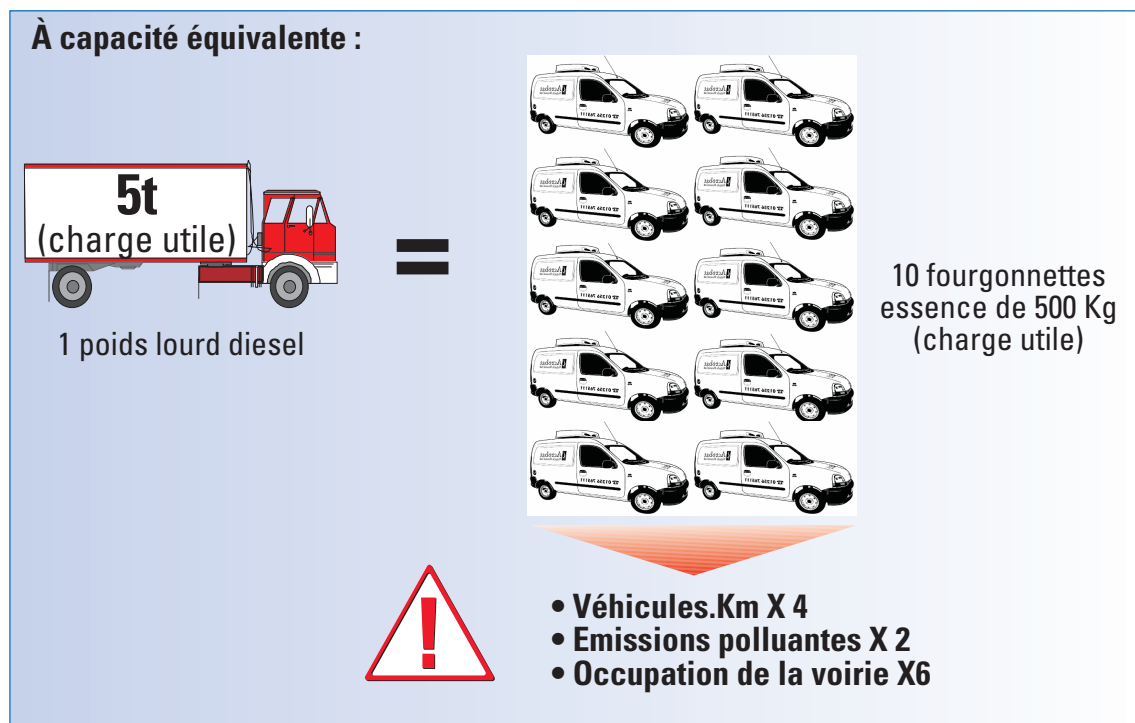 À capacité équivalente :
5t
(charge utile)
1 poids lourd diesel
=
10 fourgonnettes
essence de 500 Kg
(charge utile)
!
• Véhicules.Km X 4
• Emissions polluantes X 2
• Occupation de la voirie X6